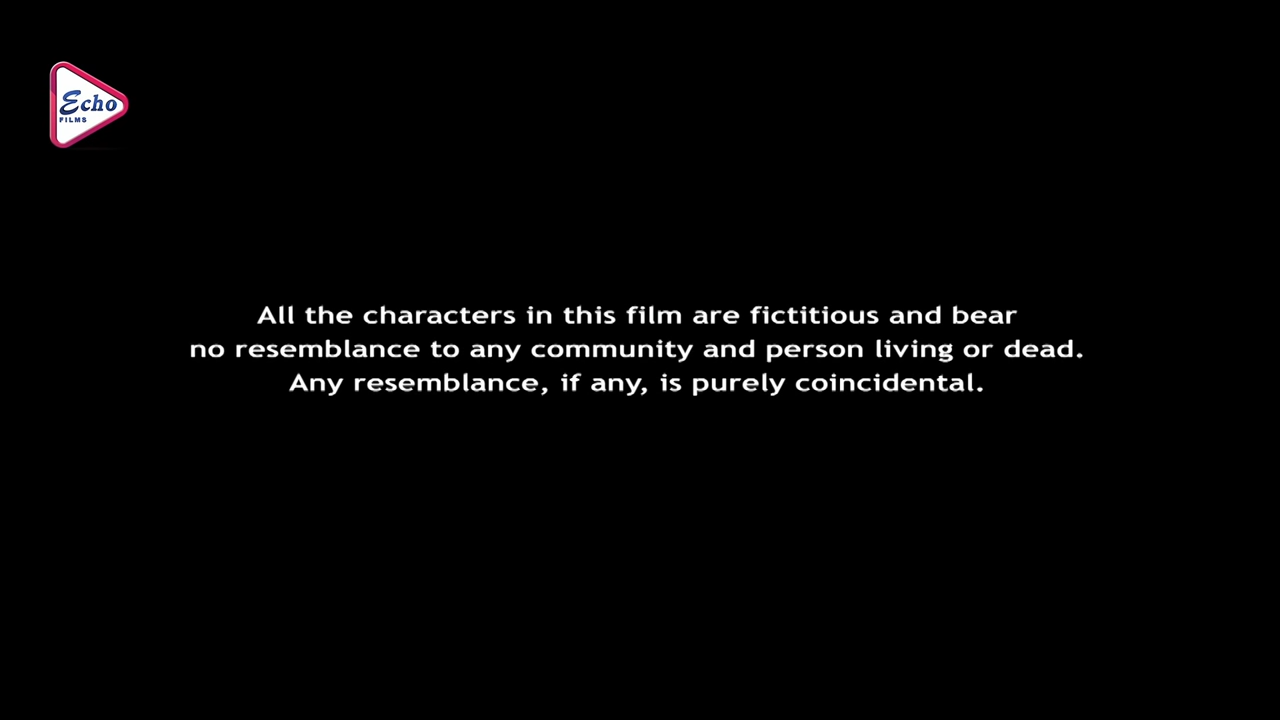 Echo
FILMS
All the characters in this film are fictitious and bear
no resemblance to any community and person living or dead.
Any resemblance, if any, is purely coincidental.